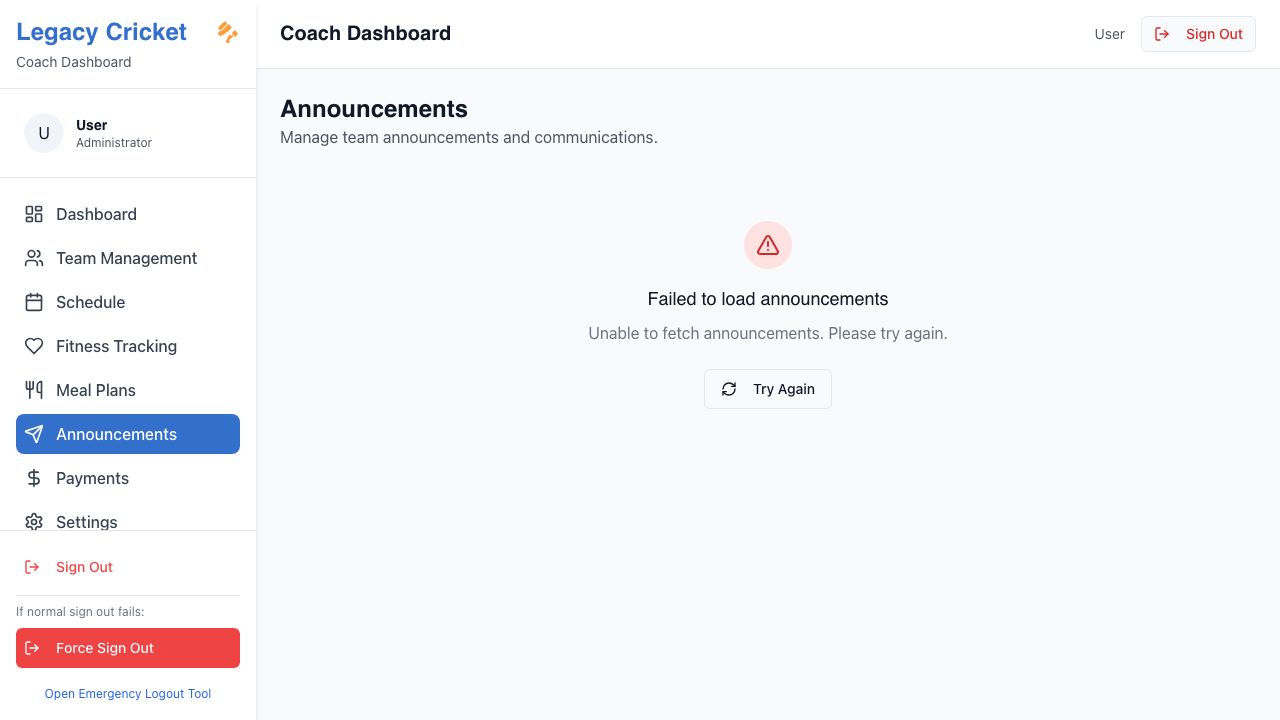 Legacy Cricket
Coach Dashboard
U
User
Administrator
Dashboard
Team Management
Schedule
Fitness Tracking
Meal Plans
Announcements
Payments
Settings
Sign Out
If normal sign out fails:
Force Sign Out
Open Emergency Logout Tool
Coach Dashboard
User
Sign Out
Announcements
Manage team announcements and communications.
Failed to load announcements
Unable to fetch announcements. Please try again.
Try Again